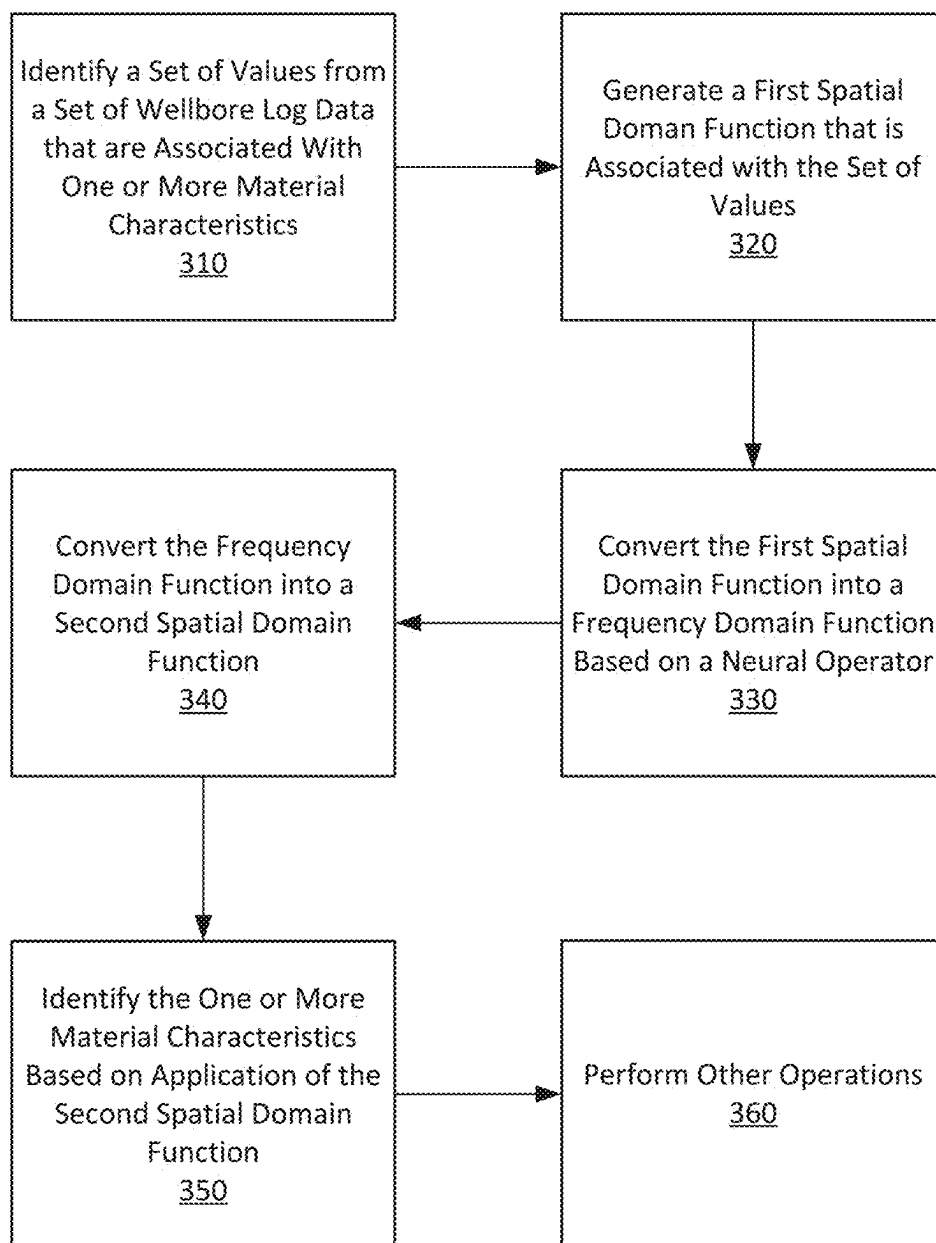 Identify a Set of Values from
a Set of Wellbore Log Data
that are Associated With
One or More Material
Characteristics
310
Generate a First Spatial
Doman Function that is
Associated with the Set of
Values
320
Convert the First Spatial
Domain Function into a
Frequency Domain Function
Based on a Neural Operator
330
Convert the Frequency
Domain Function into a
Second Spatial Domain
Function
340
Identify the One or More
Material Characteristics
Based on Application of the
Second Spatial Domain
Function
350
Perform Other Operations
360